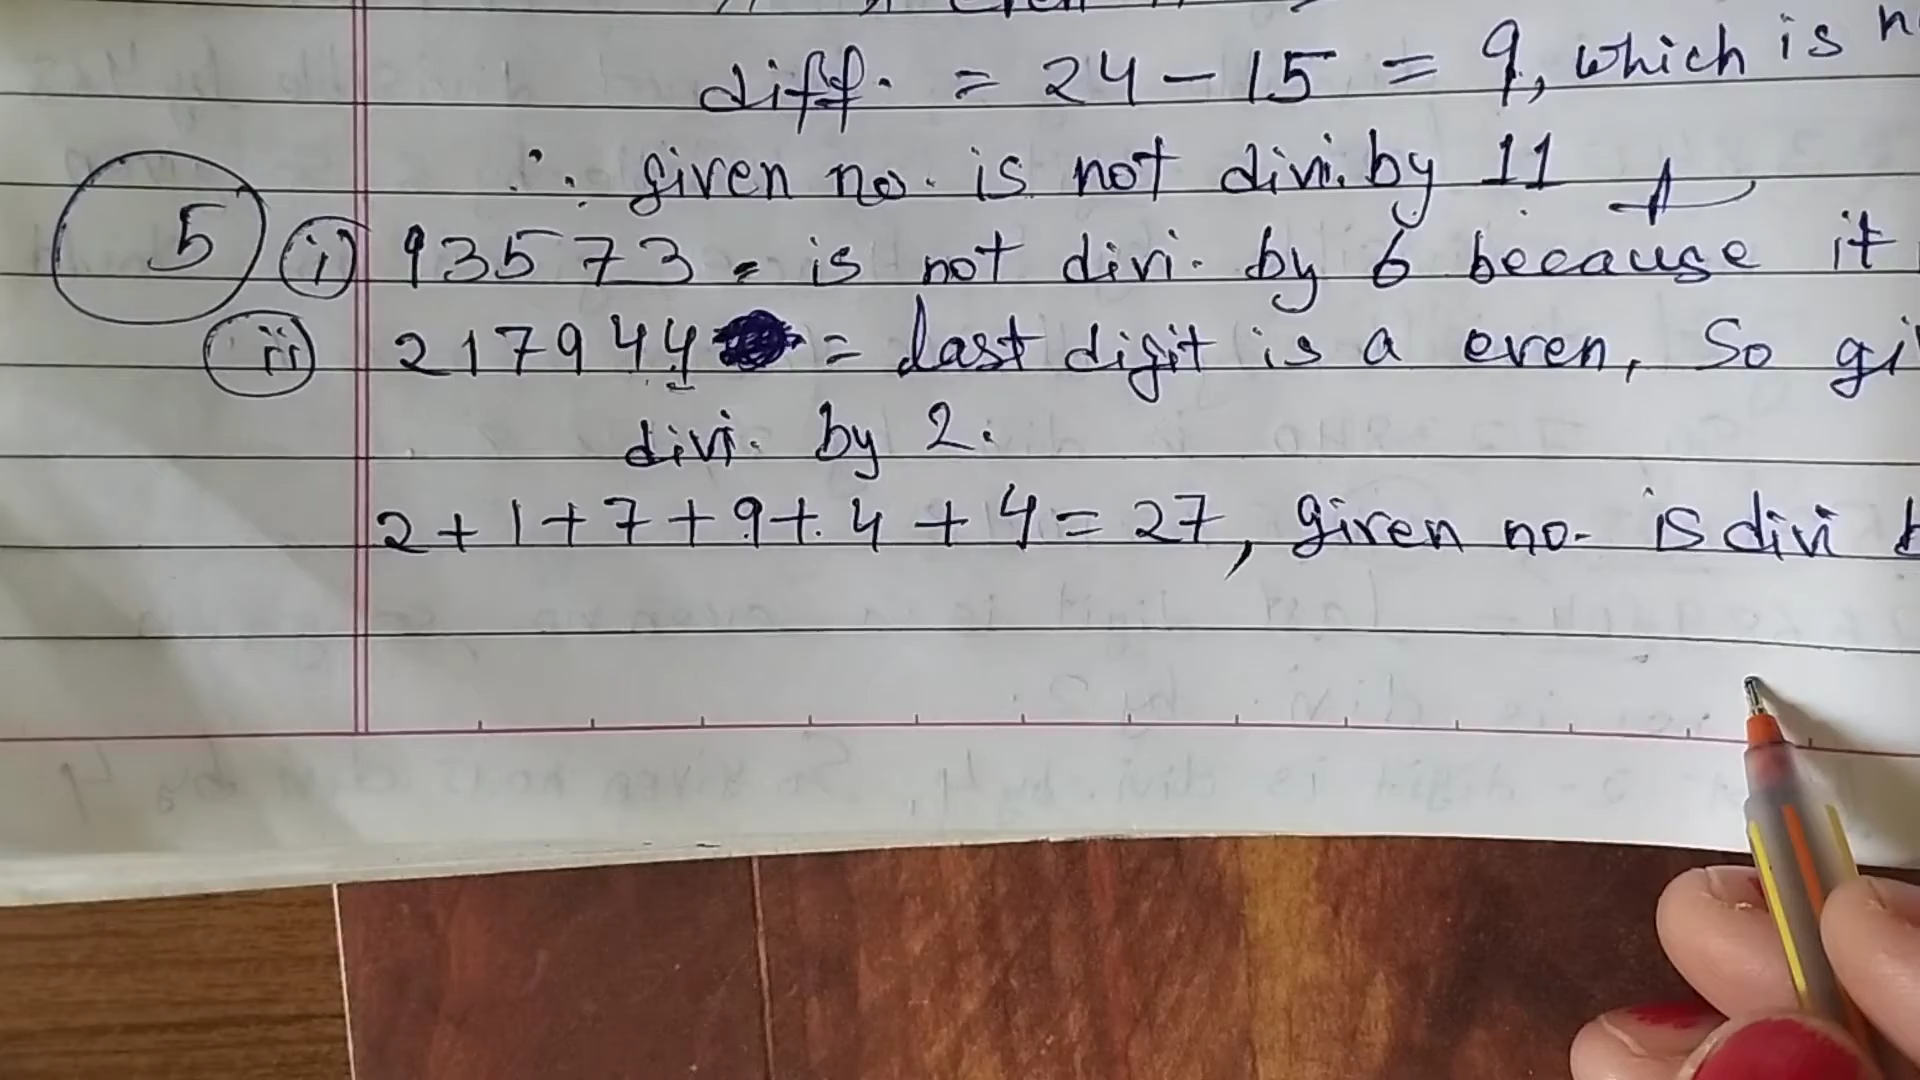 diff. = 24 - 15 = 9, which is
∴ given no. is not divi. by 11
5 (i) 93573 = is not divi. by 6 because it
(ii) 217944 = last digit is a even, So
divi. by 2.
2 + 1 + 7 + 9 + 4 + 4 = 27, given no. is divi